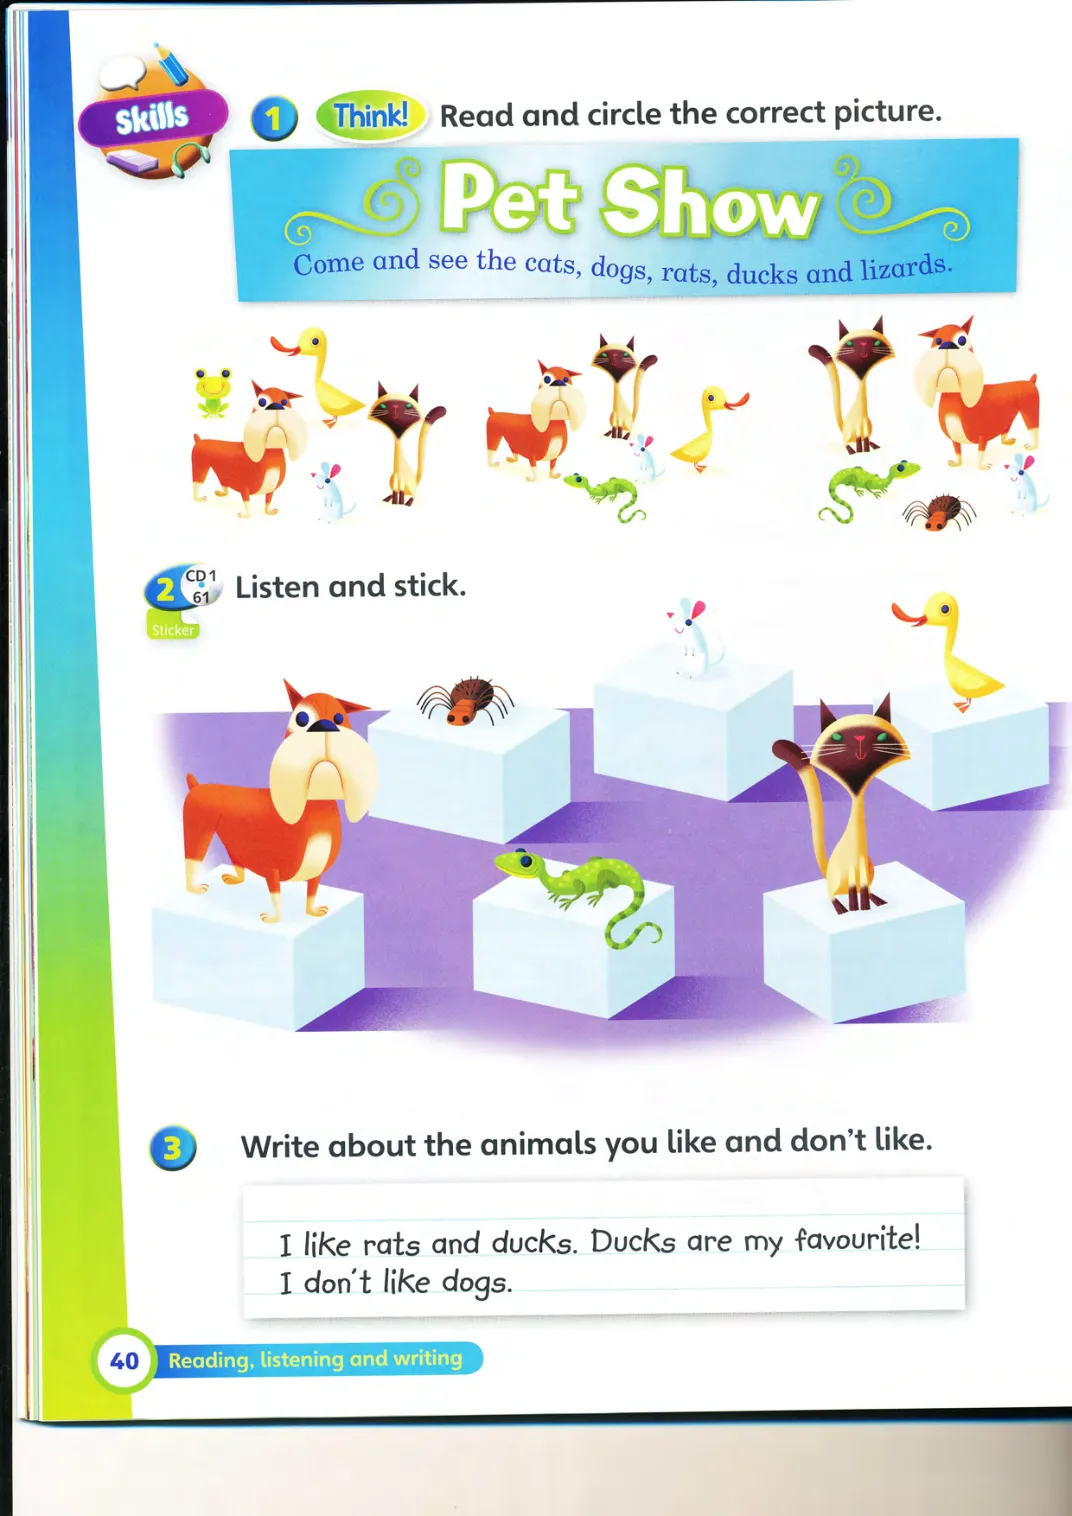 Skills
1 Think! Read and circle the correct picture.
Pet Show
Come and see the cats, dogs, rats, ducks and lizards.
2 CD1 61 Listen and stick.
Sticker
3 Write about the animals you like and don't like.
I like rats and ducks. Ducks are my favourite!
I don't like dogs.
40 Reading, listening and writing